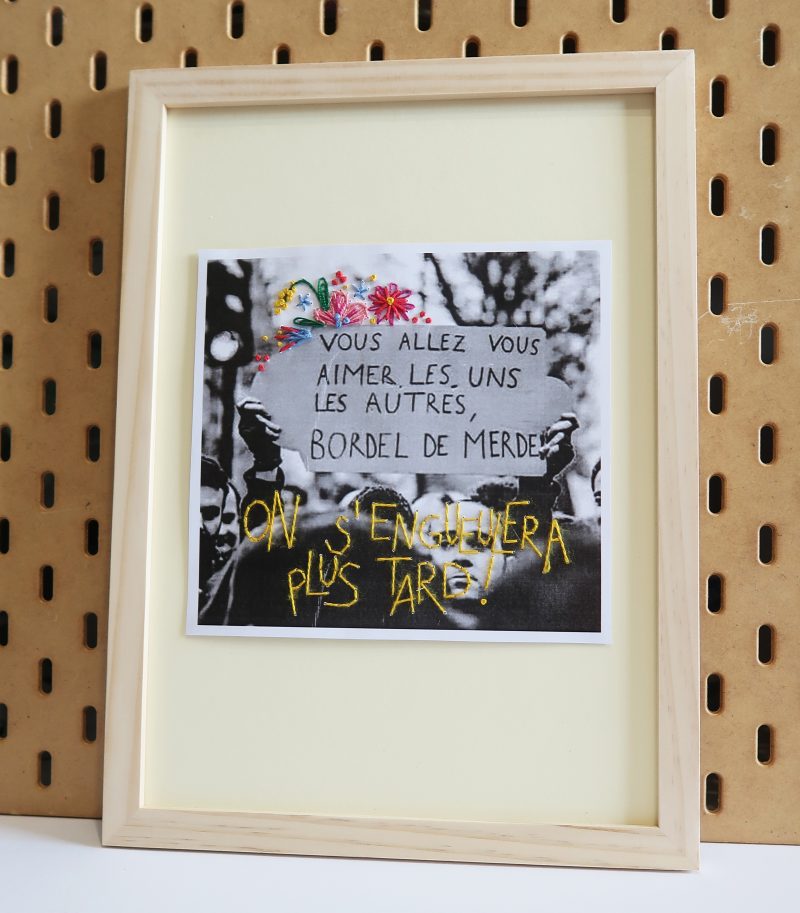 VOUS ALLEZ VOUS
AIMER LES UNS
LES AUTRES,
BORDEL DE MERDE
ON S'ENGUEULERA
PLUS TARD!